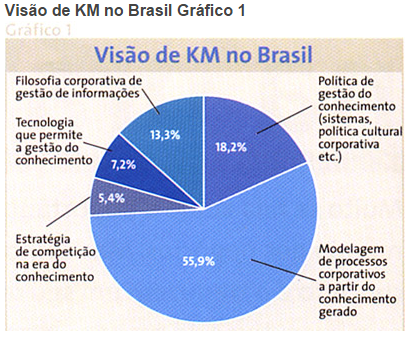 Visão de KM no Brasil Gráfico 1
Gráfico 1
Visão de KM no Brasil
Filosofia corporativa de
gestão de informações
Tecnologia
que permite
a gestão do
conhecimento
Estratégia
de competição
na era do
conhecimento
13,3%
7,2%
5,4%
18,2%
55,9%
Política de
gestão do
conhecimento
(sistemas,
política cultural
corporativa
etc.)
Modelagem
de processos
corporativos
a partir do
conhecimento
gerado